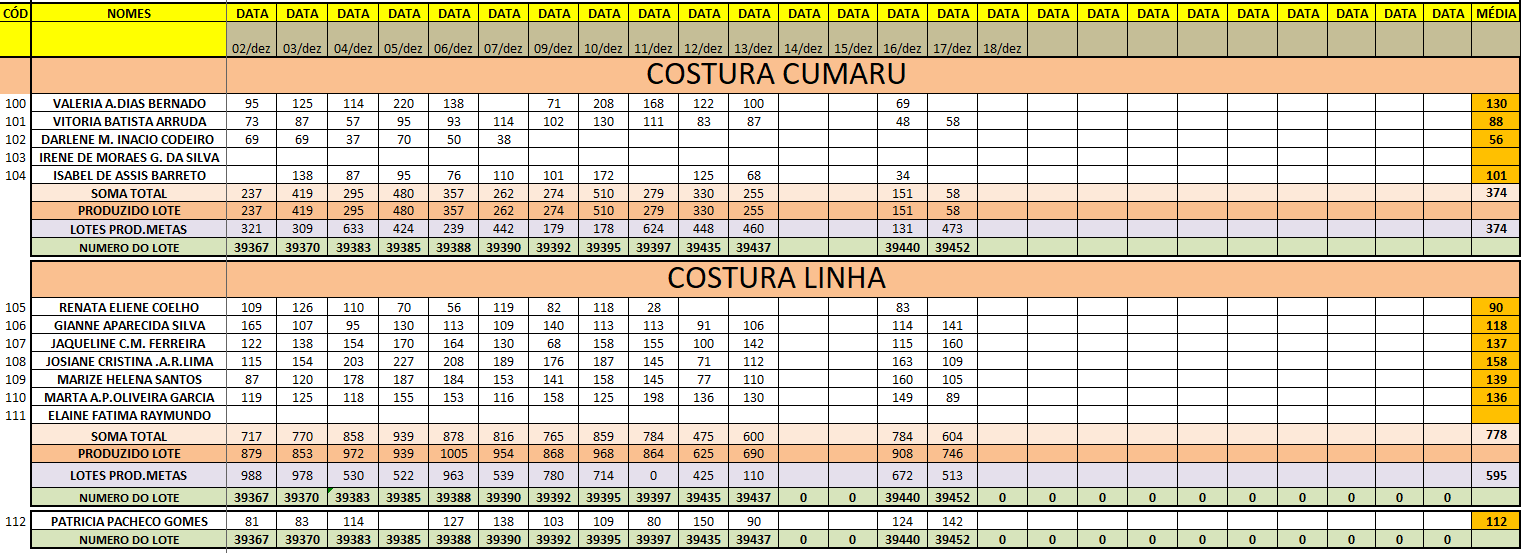 CÓD NOMES DATA DATA DATA DATA DATA DATA DATA DATA DATA DATA DATA DATA DATA DATA DATA DATA DATA DATA DATA DATA DATA DATA DATA DATA DATA MÉDIA
02/dez 03/dez 04/dez 05/dez 06/dez 07/dez 09/dez 10/dez 11/dez 12/dez 13/dez 14/dez 15/dez 16/dez 17/dez 18/dez
COSTURA CUMARU
100 VALERIA A.DIAS BERNADO 95 125 114 220 138 71 208 168 122 100 69 130
101 VITORIA BATISTA ARRUDA 73 87 57 95 93 114 102 130 111 83 87 48 58 88
102 DARLENE M. INACIO CODEIRO 69 69 37 70 50 38 56
103 IRENE DE MORAES G. DA SILVA
104 ISABEL DE ASSIS BARRETO 138 87 95 76 110 101 172 125 68 34 101
SOMA TOTAL 237 419 295 480 357 262 274 510 279 330 255 151 58 374
PRODUZIDO LOTE 237 419 295 480 357 262 274 510 279 330 255 151 58
LOTES PROD.METAS 321 309 633 424 239 442 179 178 624 448 460 131 473 374
NUMERO DO LOTE 39367 39370 39383 39385 39388 39390 39392 39395 39397 39435 39437 39440 39452
COSTURA LINHA
105 RENATA ELIENE COELHO 109 126 110 70 56 119 82 118 28 83 90
106 GIANNE APARECIDA SILVA 165 107 95 130 113 109 140 113 113 91 106 114 141 118
107 JAQUELINE C.M. FERREIRA 122 138 154 170 164 130 68 158 155 100 142 115 160 137
108 JOSIANE CRISTINA .A.R.LIMA 115 154 203 227 208 189 176 187 145 71 112 163 109 158
109 MARIZE HELENA SANTOS 87 120 178 187 184 153 141 158 145 77 110 160 105 139
110 MARTA A.P.OLIVEIRA GARCIA 119 125 118 155 153 116 158 125 198 136 130 149 89 136
111 ELAINE FATIMA RAYMUNDO
SOMA TOTAL 717 770 858 939 878 816 765 859 784 475 600 784 604 778
PRODUZIDO LOTE 879 853 972 939 1005 954 868 968 864 625 690 908 746
LOTES PROD.METAS 988 978 530 522 963 539 780 714 0 425 110 672 513 595
NUMERO DO LOTE 39367 39370 39383 39385 39388 39390 39392 39395 39397 39435 39437 0 0 39440 39452 0 0 0 0 0 0 0 0 0 0
112 PATRICIA PACHECO GOMES 81 83 114 127 138 103 109 80 150 90 124 142 112
NUMERO DO LOTE 39367 39370 39383 39385 39388 39390 39392 39395 39397 39435 39437 0 0 39440 39452 0 0 0 0 0 0 0 0 0 0